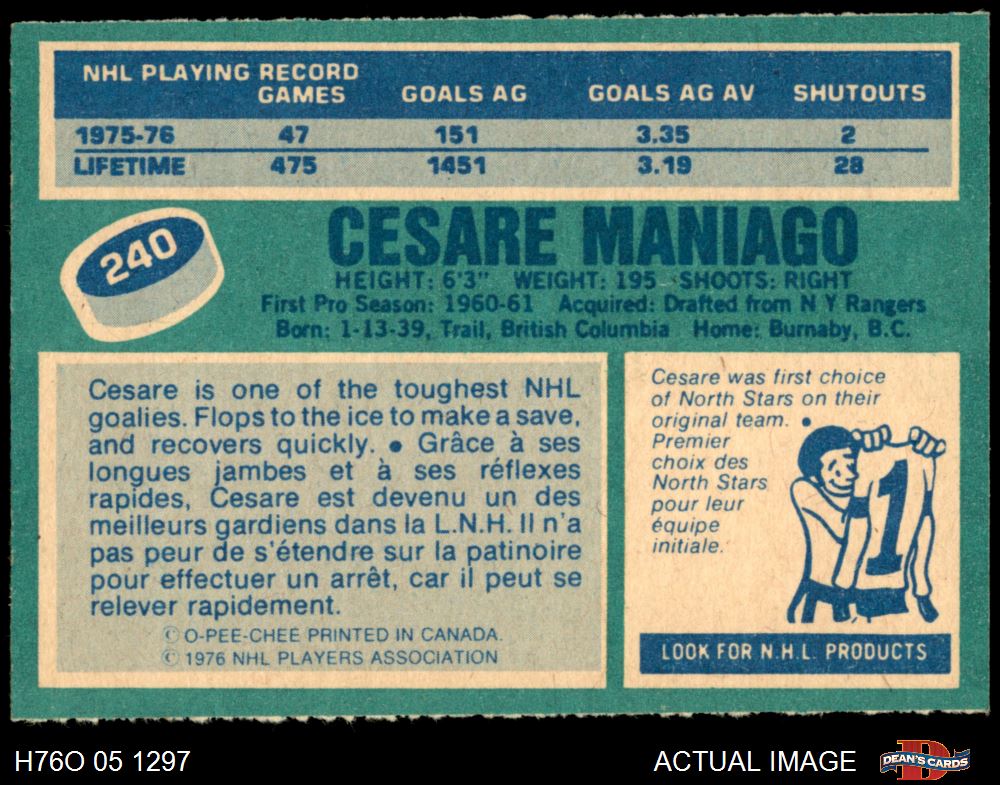 NHL PLAYING RECORD
GAMES GOALS AG GOALS AG AV SHUTOUTS
1975-76 47 151 3.35 2
LIFETIME 475 1451 3.19 28
240
CESARE MANIAGO
HEIGHT: 6'3" WEIGHT: 195 SHOOTS: RIGHT
First Pro Season: 1960-61 Acquired: Drafted from N Y Rangers
Born: 1-13-39, Trail, British Columbia Home: Burnaby, B.C.
Cesare is one of the toughest NHL
goalies. Flops to the ice to make a save,
and recovers quickly. • Grâce à ses
longues jambes et à ses réflexes
rapides, Cesare est devenu un des
meilleurs gardiens dans la L.N.H. Il n'a
pas peur de s'étendre sur la patinoire
pour effectuer un arrêt, car il peut se
relever rapidement.
© O-PEE-CHEE PRINTED IN CANADA.
© 1976 NHL PLAYERS ASSOCIATION
Cesare was first choice
of North Stars on their
original team. •
Premier
choix des
North Stars
pour leur
équipe
initiale.
1
LOOK FOR N.H.L. PRODUCTS
H76O 05 1297 ACTUAL IMAGE DEAN'S CARDS